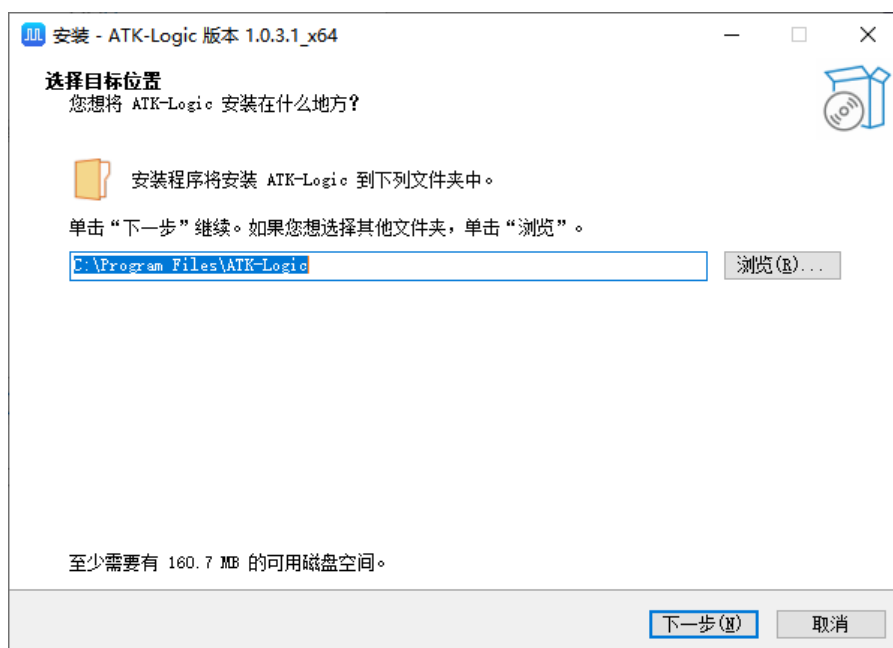 安装 - ATK-Logic 版本 1.0.3.1_x64
选择目标位置
您想将 ATK-Logic 安装在什么地方?
安装程序将安装 ATK-Logic 到下列文件夹中。
单击“下一步”继续。如果您想选择其他文件夹，单击“浏览”。
C:\Program Files\ATK-Logic
浏览(R)...
至少需要有 160.7 MB 的可用磁盘空间。
下一步(N)
取消